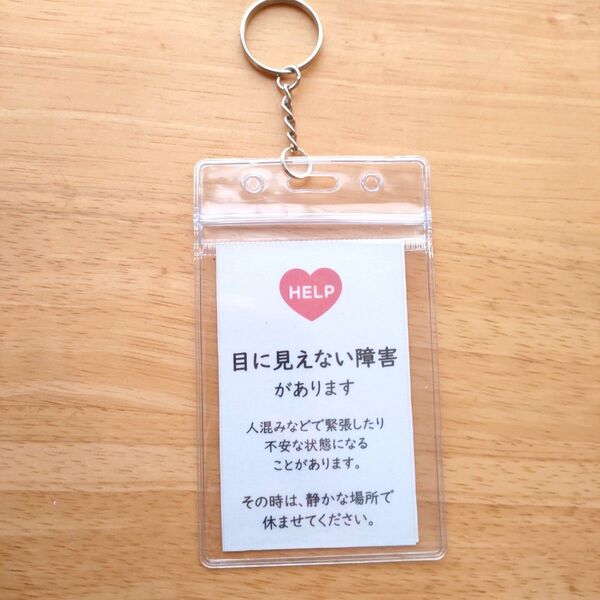 HELP
目に見えない障害
があります
人混みなどで緊張したり
不安な状態になる
ことがあります。
その時は、静かな場所で
休ませてください。